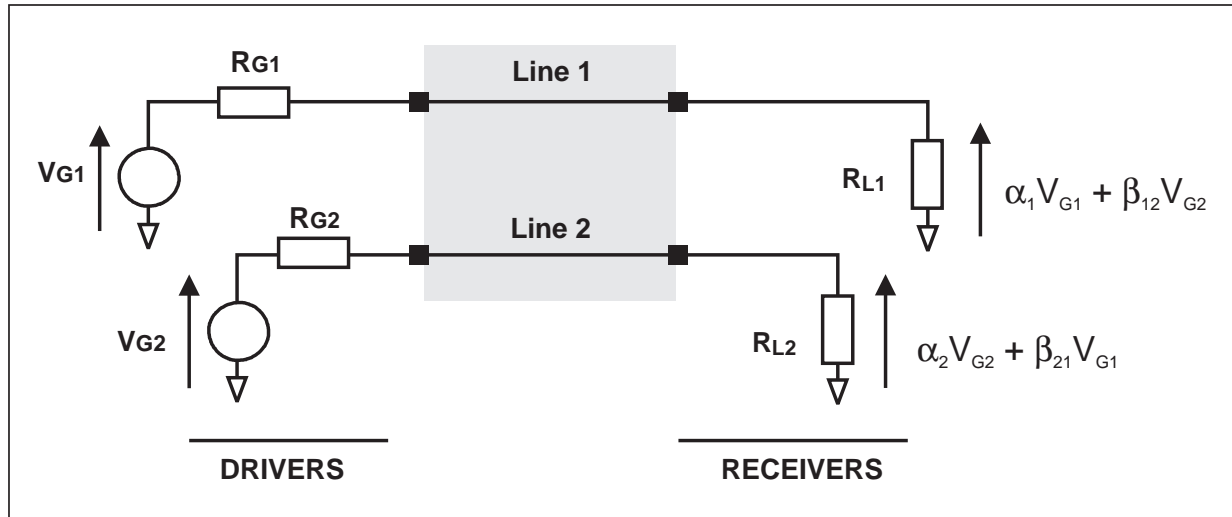 RG1
Line 1
VG1
RL1
α1VG1 + β12VG2
RG2
Line 2
VG2
RL2
α2VG2 + β21VG1
DRIVERS
RECEIVERS